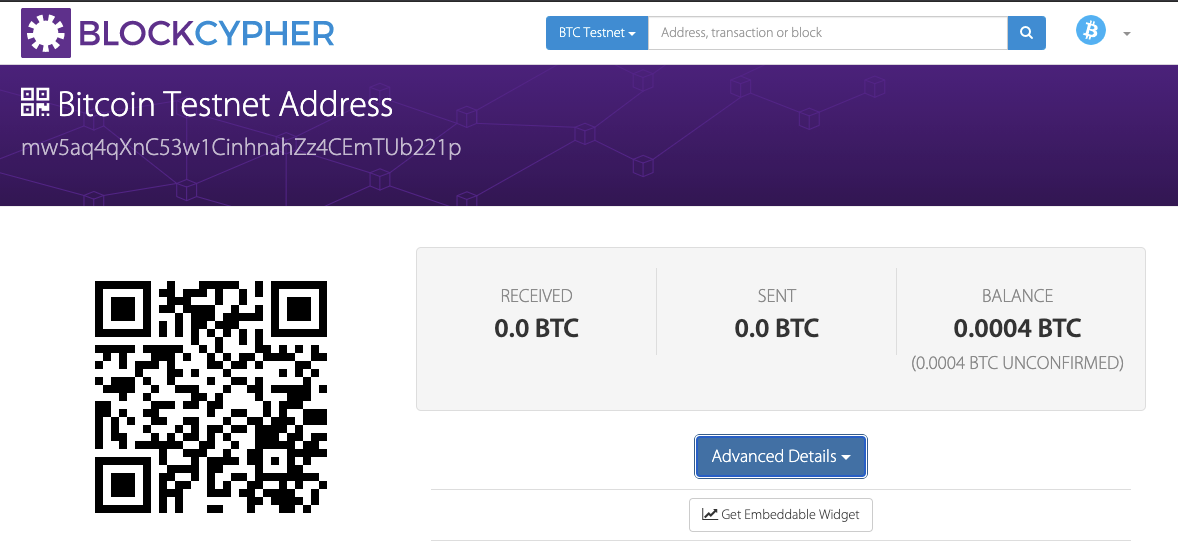 BLOCKCYPHER
BTC Testnet
Address, transaction or block
Bitcoin Testnet Address
mw5aq4qXnC53w1CinhnahZz4CEmTUb221p
RECEIVED
0.0 BTC
SENT
0.0 BTC
BALANCE
0.0004 BTC
(0.0004 BTC UNCONFIRMED)
Advanced Details
Get Embeddable Widget